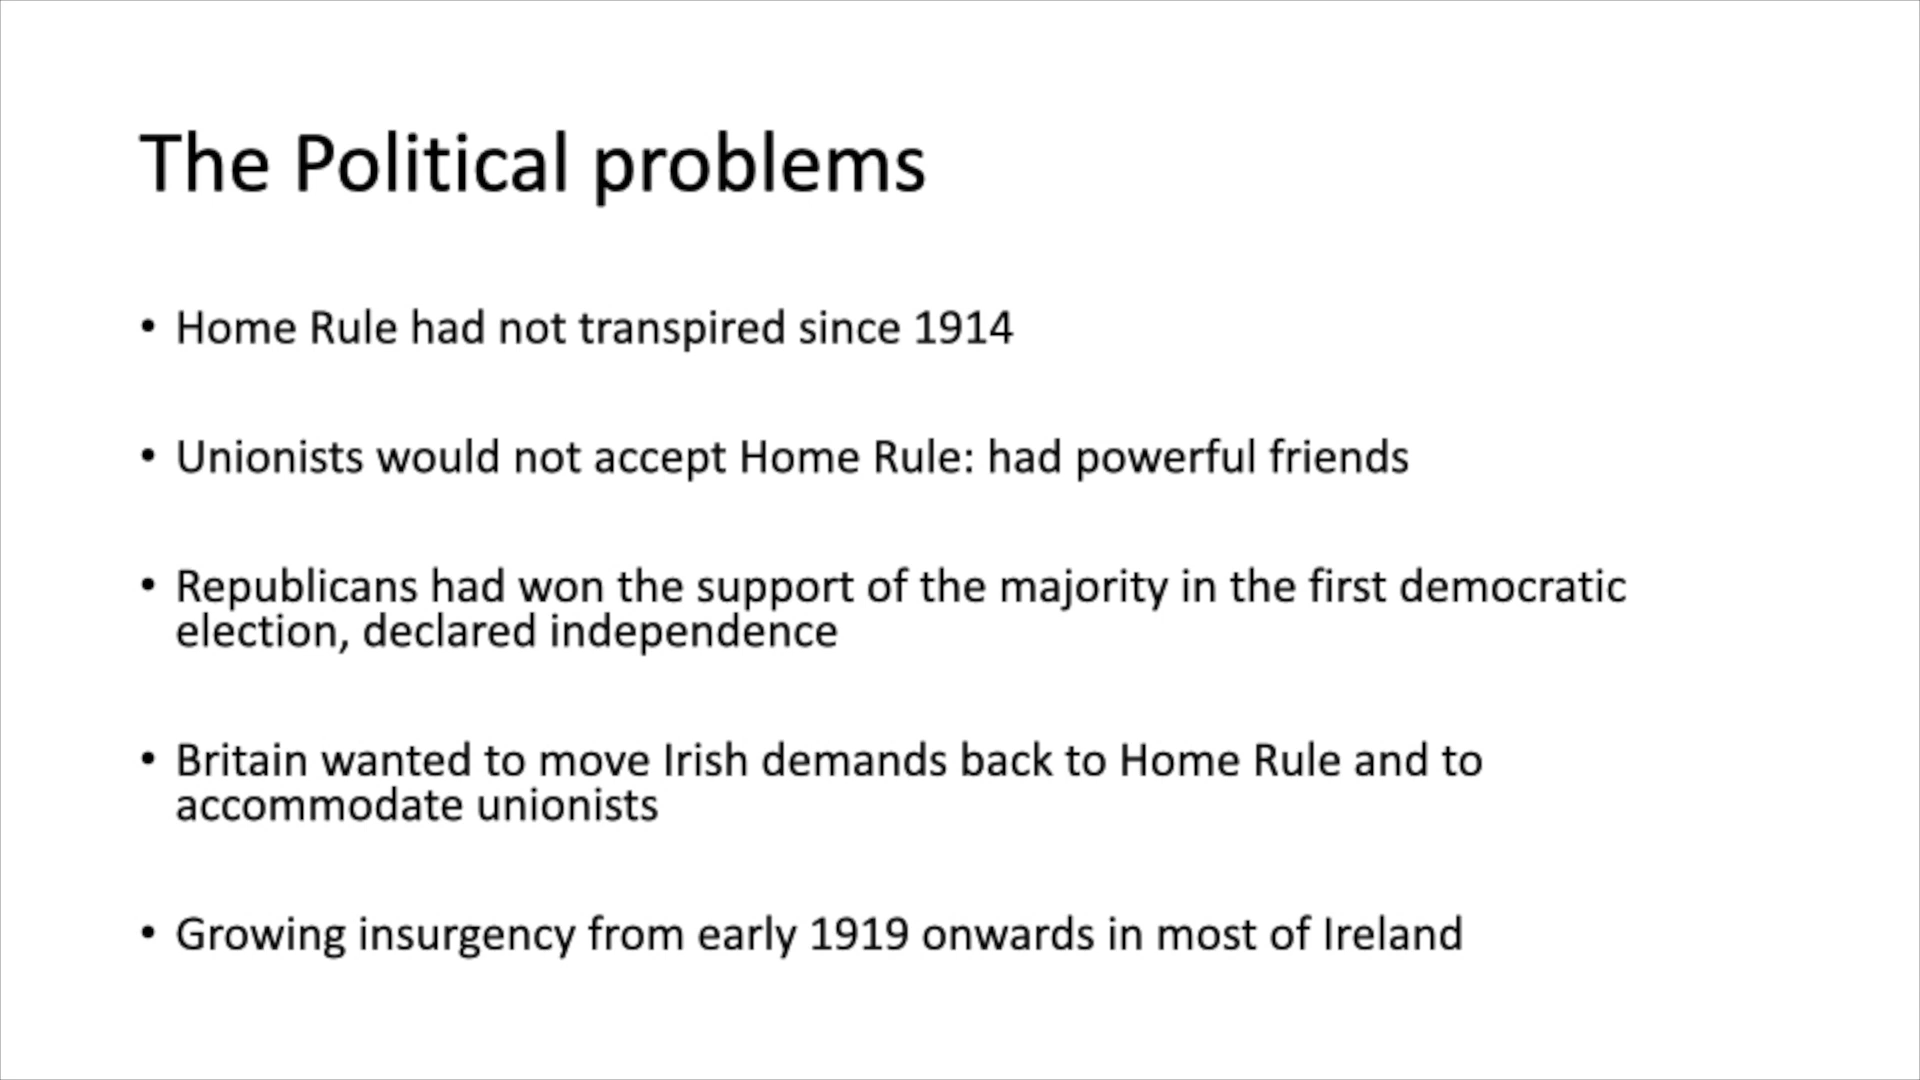 The Political problems
• Home Rule had not transpired since 1914
• Unionists would not accept Home Rule: had powerful friends
• Republicans had won the support of the majority in the first democratic
election, declared independence
• Britain wanted to move Irish demands back to Home Rule and to
accommodate unionists
• Growing insurgency from early 1919 onwards in most of Ireland